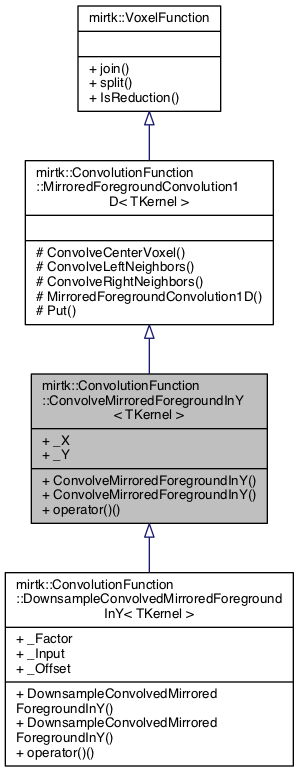 mirtk::VoxelFunction
+ join()
+ split()
+ IsReduction()
mirtk::ConvolutionFunction
::MirroredForegroundConvolution1
D< TKernel >
# ConvolveCenterVoxel()
# ConvolveLeftNeighbors()
# ConvolveRightNeighbors()
# MirroredForegroundConvolution1D()
# Put()
mirtk::ConvolutionFunction
::ConvolveMirroredForegroundInY
< TKernel >
+ _X
+ _Y
+ ConvolveMirroredForegroundInY()
+ ConvolveMirroredForegroundInY()
+ operator()()
mirtk::ConvolutionFunction
::DownsampleConvolvedMirroredForeground
InY< TKernel >
+ _Factor
+ _Input
+ _Offset
+ DownsampleConvolvedMirrored
ForegroundInY()
+ DownsampleConvolvedMirrored
ForegroundInY()
+ operator()()